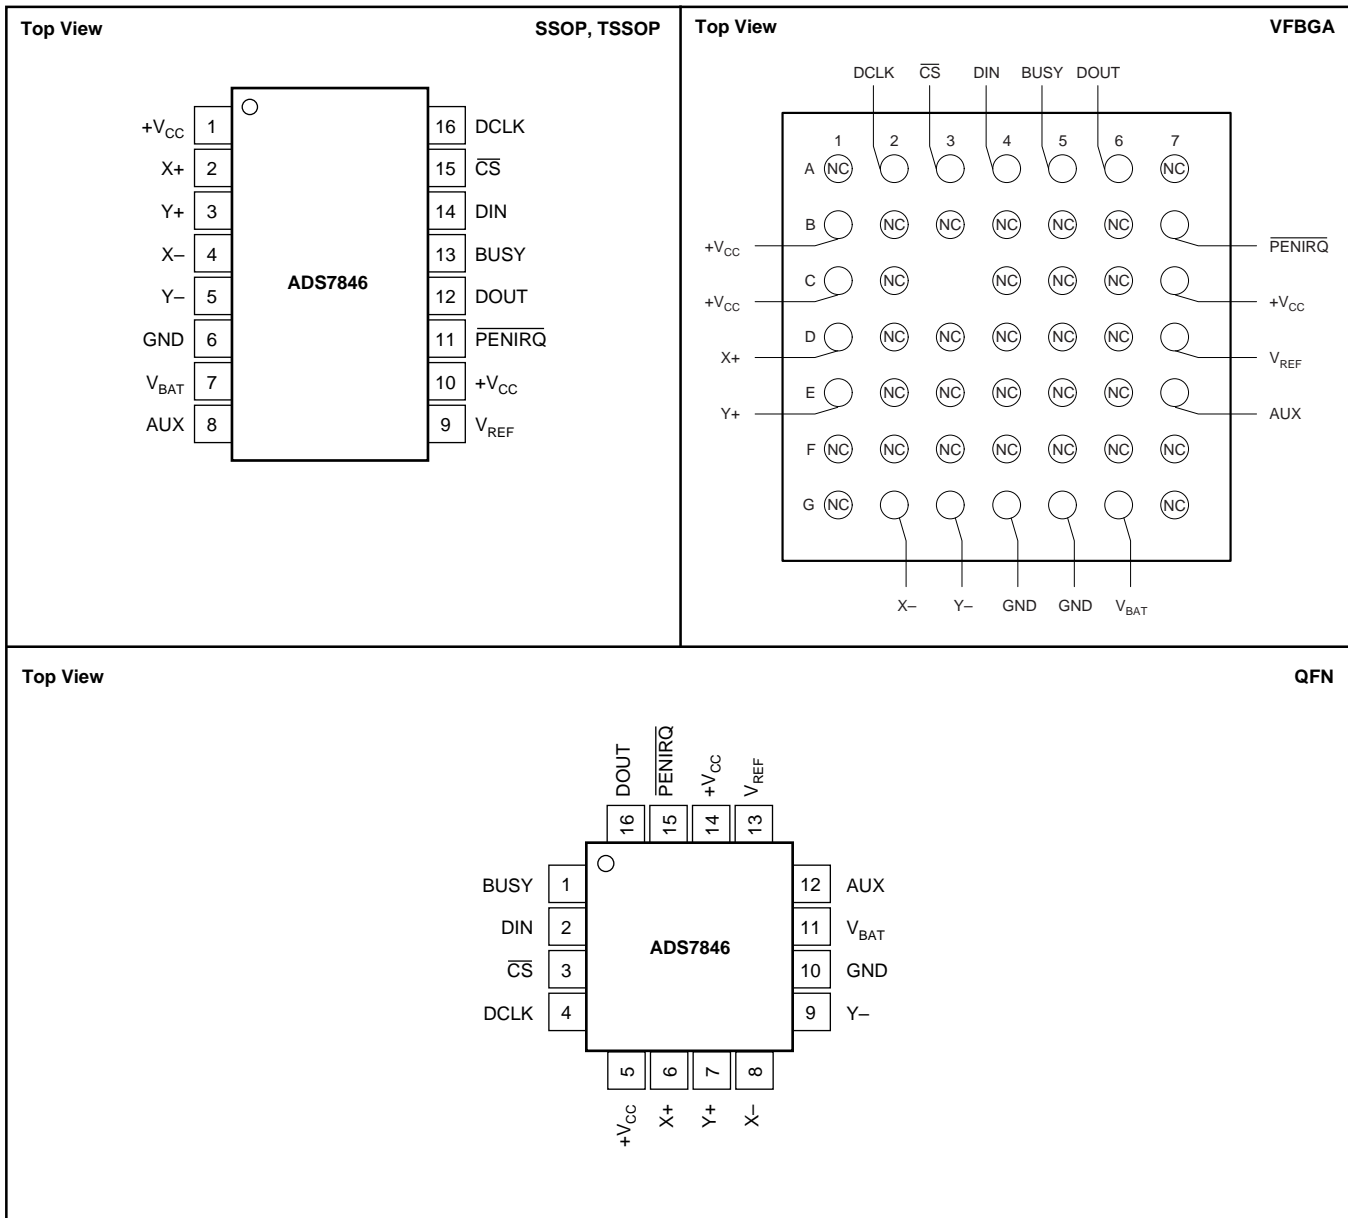 Top View SSOP, TSSOP
+VCC 1 16 DCLK
X+ 2 15 CS
Y+ 3 14 DIN
X– 4 13 BUSY
Y– 5 12 DOUT
GND 6 11 PENIRQ
VBAT 7 10 +VCC
AUX 8 9 VREF
ADS7846
Top View VFBGA
DCLK CS DIN BUSY DOUT
1 2 3 4 5 6 7
A NC NC
B NC NC NC NC NC
+VCC PENIRQ
C NC NC NC NC
+VCC +VCC
D NC NC NC NC NC
X+ VREF
E NC NC NC NC NC
Y+ AUX
F NC NC NC NC NC NC NC
G NC NC
X– Y– GND GND VBAT
Top View QFN
DOUT PENIRQ +VCC VREF
16 15 14 13
BUSY 1 12 AUX
DIN 2 11 VBAT
ADS7846
CS 3 10 GND
DCLK 4 9 Y–
5 6 7 8
+VCC X+ Y+ X–